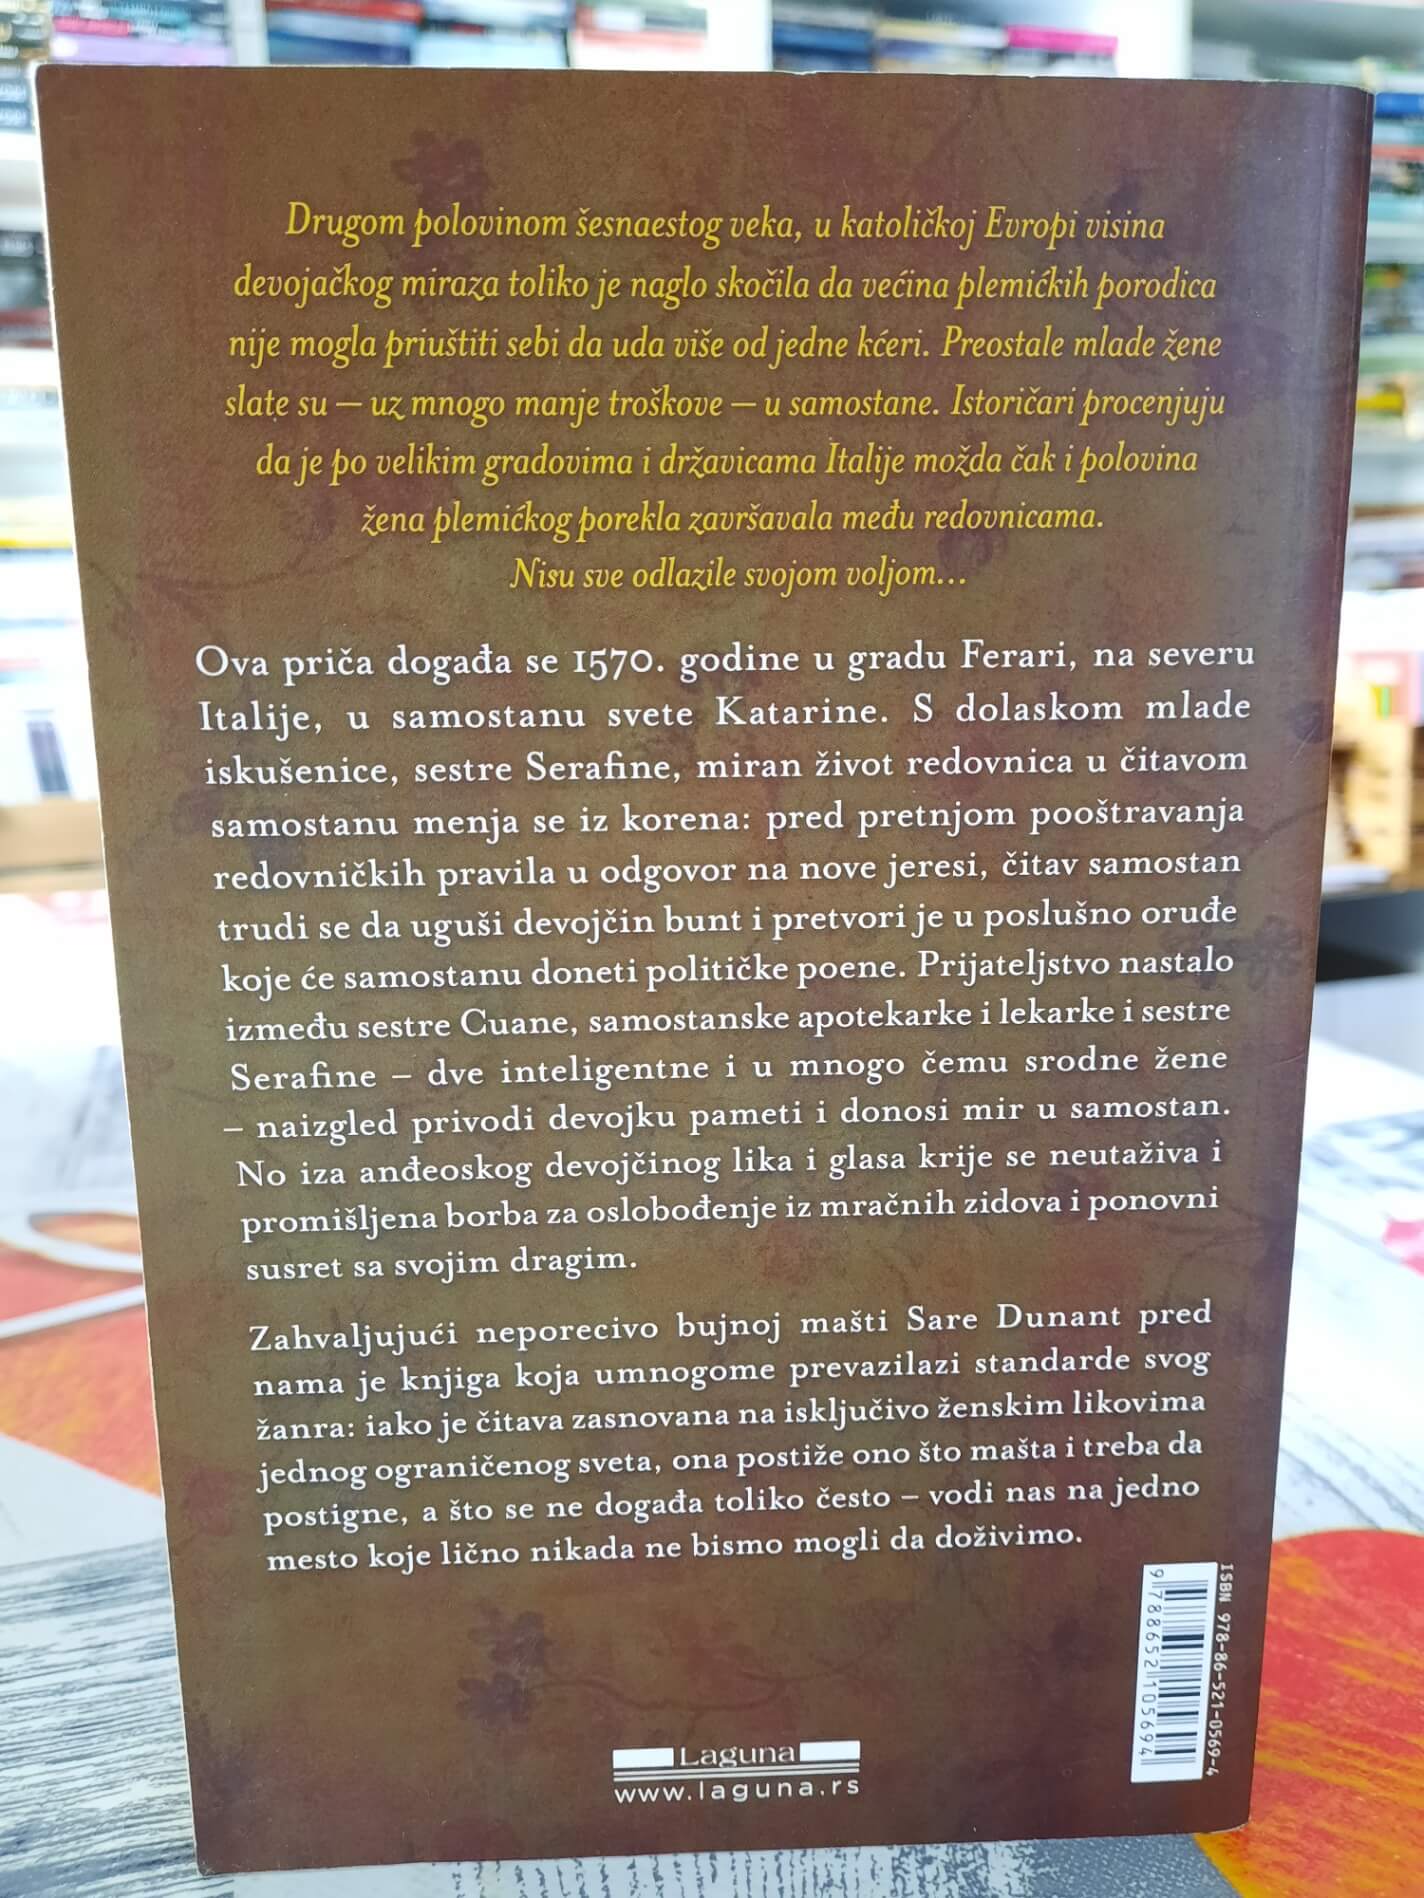 Drugom polovinom šesnaestog veka, u katoličkoj Evropi visina
devojačkog miraza toliko je naglo skočila da većina plemićkih porodica
nije mogla priuštiti sebi da uda više od jedne kćeri. Preostale mlade žene
slate su — uz mnogo manje troškove — u samostane. Istoričari procenjuju
da je po velikim gradovima i državicama Italije možda čak i polovina
žena plemićkog porekla završavala među redovnicama.
Nisu sve odlazile svojom voljom...
Ova priča događa se 1570. godine u gradu Ferari, na severu
Italije, u samostanu svete Katarine. S dolaskom mlade
iskušenice, sestre Serafine, miran život redovnica u čitavom
samostanu menja se iz korena: pred pretnjom pooštravanja
redovničkih pravila u odgovor na nove jeresi, čitav samostan
trudi se da uguši devojčin bunt i pretvori je u poslušno oruđe
koje će samostanu doneti političke poene. Prijateljstvo nastalo
između sestre Cuane, samostanske apotekarke i lekarke i sestre
Serafine – dve inteligentne i u mnogo čemu srodne žene
– naizgled privodi devojku pameti i donosi mir u samostan.
No iza anđeoskog devojčinog lika i glasa krije se neutaživa i
promišljena borba za oslobođenje iz mračnih zidova i ponovni
susret sa svojim dragim.
Zahvaljujući neporecivo bujnoj mašti Sare Dunant pred
nama je knjiga koja umnogome prevazilazi standarde svog
žanra: iako je čitava zasnovana na isključivo ženskim likovima
jednog ograničenog sveta, ona postiže ono što mašta i treba da
postigne, a što se ne događa toliko često – vodi nas na jedno
mesto koje lično nikada ne bismo mogli da doživimo.
ISBN 978-86-521-0569-4
9788652105694
Laguna
www.laguna.rs